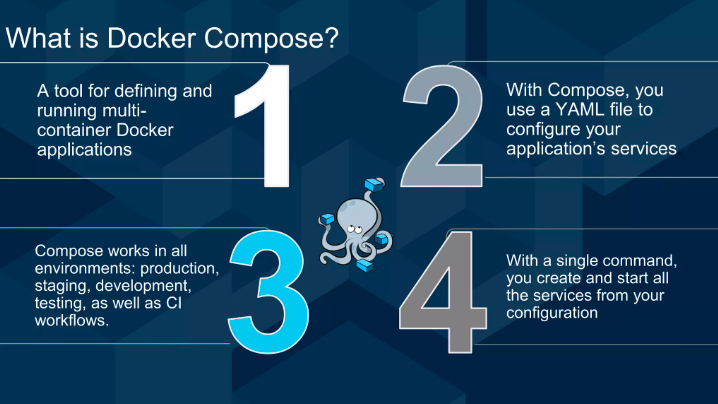 What is Docker Compose?
1
A tool for defining and
running multi-
container Docker
applications
2
With Compose, you
use a YAML file to
configure your
application’s services
3
Compose works in all
environments: production,
staging, development,
testing, as well as CI
workflows.
4
With a single command,
you create and start all
the services from your
configuration